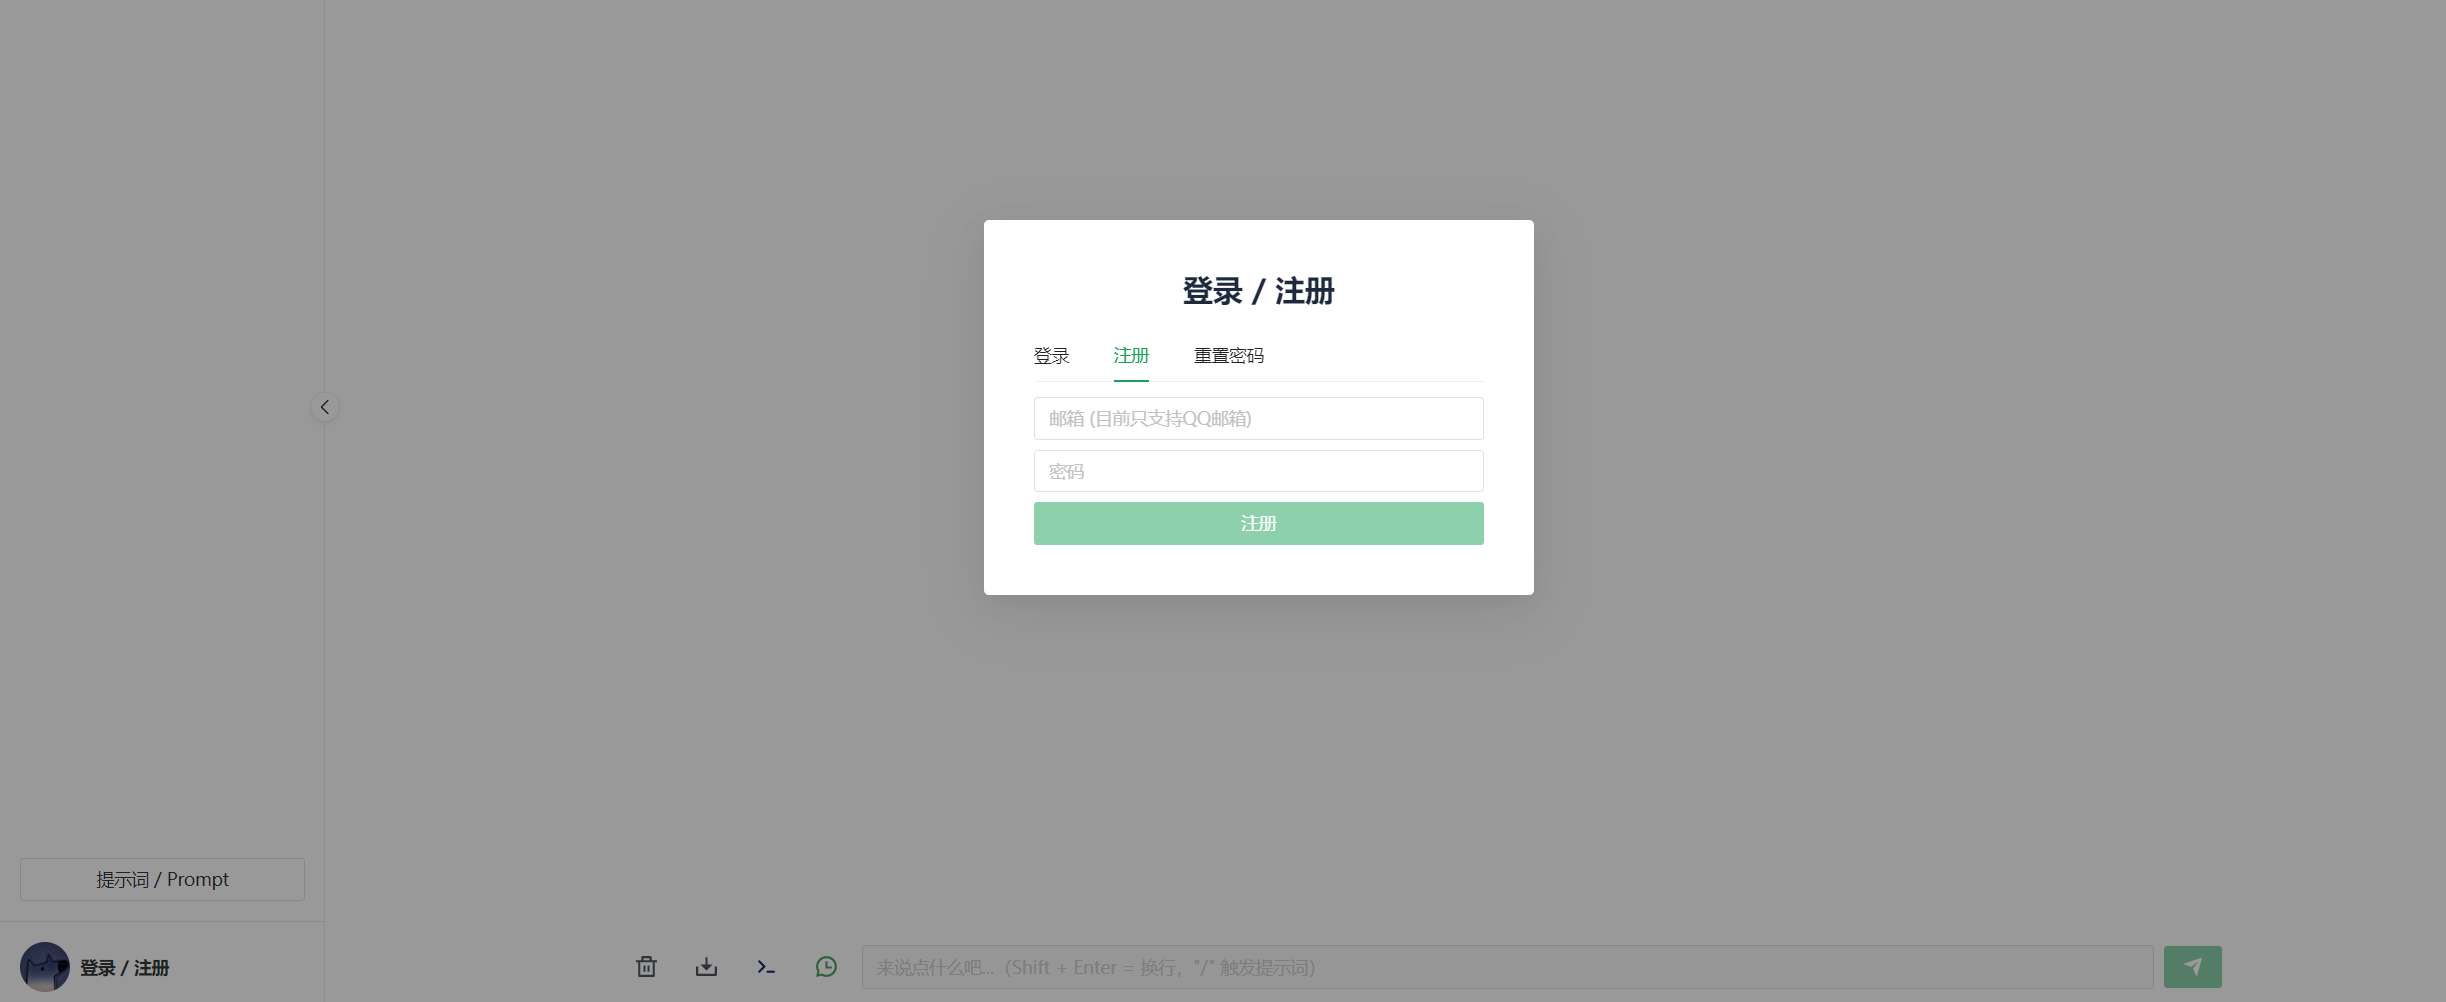 登录 / 注册
登录 注册 重置密码
邮箱 (目前只支持QQ邮箱)
密码
注册
提示词 / Prompt
登录 / 注册
来说点什么吧...（Shift + Enter = 换行，"/" 触发提示词）